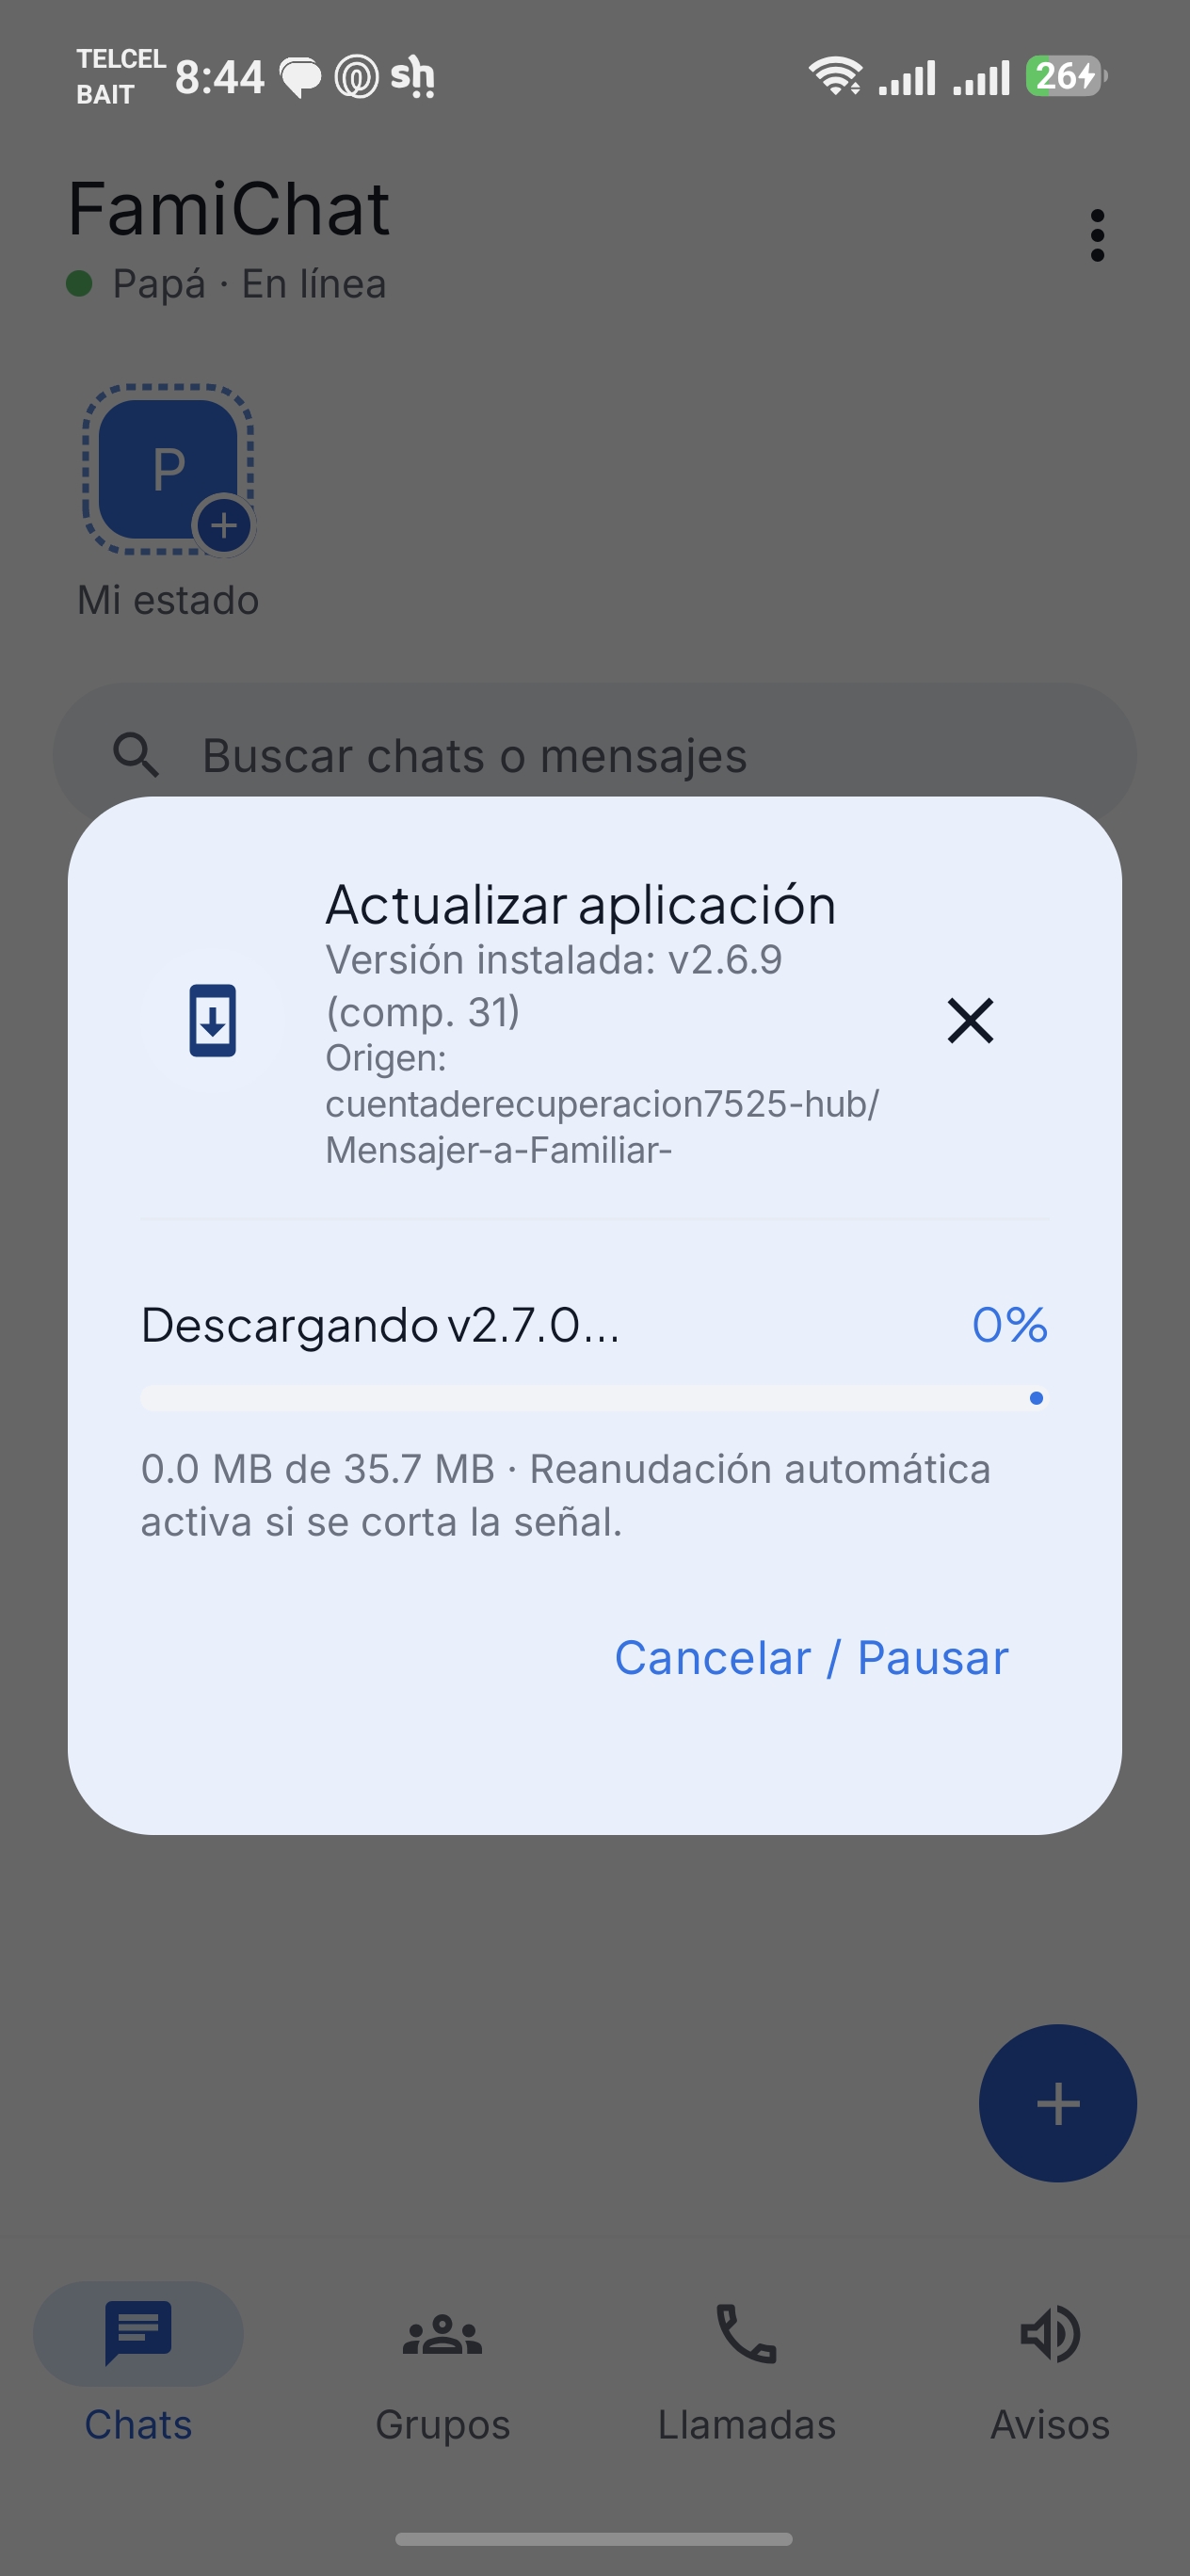 TELCEL
BAIT
8:44
sh
26
FamiChat
Papá · En línea
P
Mi estado
Buscar chats o mensajes
Actualizar aplicación
Versión instalada: v2.6.9
(comp. 31)
Origen:
cuentaderecuperacion7525-hub/
Mensajer-a-Familiar-
Descargando v2.7.0...
0%
0.0 MB de 35.7 MB · Reanudación automática
activa si se corta la señal.
Cancelar / Pausar
Chats
Grupos
Llamadas
Avisos